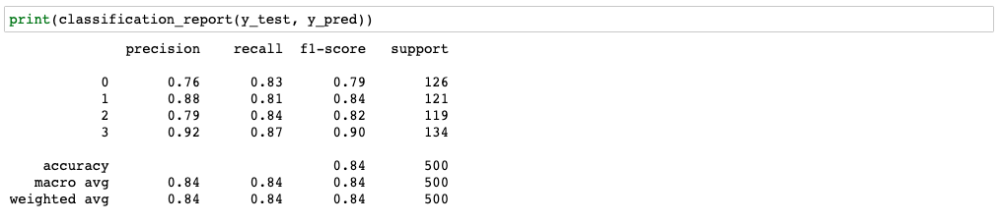 print(classification_report(y_test, y_pred))
precision recall f1-score support
0 0.76 0.83 0.79 126
1 0.88 0.81 0.84 121
2 0.79 0.84 0.82 119
3 0.92 0.87 0.90 134
accuracy 0.84 500
macro avg 0.84 0.84 0.84 500
weighted avg 0.84 0.84 0.84 500